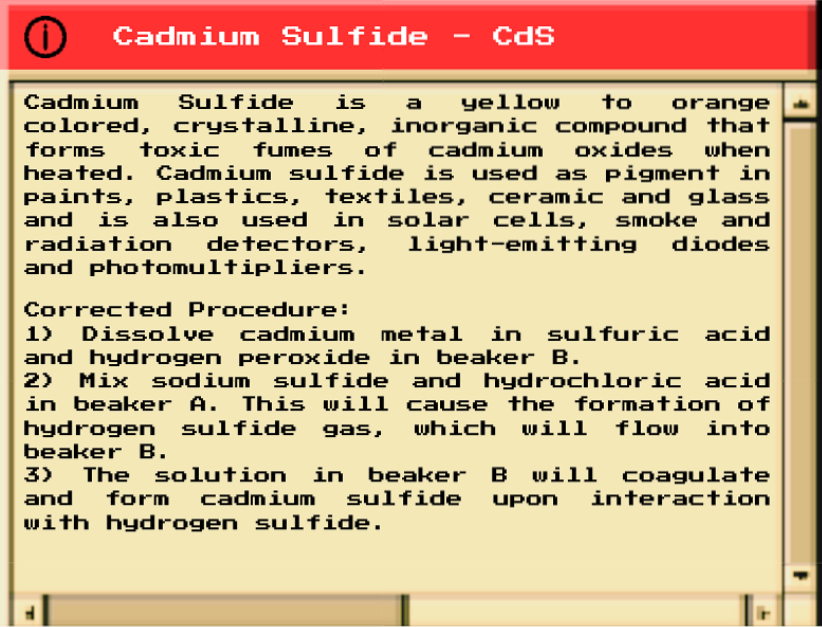 Cadmium Sulfide - CdS
Cadmium Sulfide is a yellow to orange
colored, crystalline, inorganic compound that
forms toxic fumes of cadmium oxides when
heated. Cadmium sulfide is used as pigment in
paints, plastics, textiles, ceramic and glass
and is also used in solar cells, smoke and
radiation detectors, light-emitting diodes
and photomultipliers.
Corrected Procedure:
1) Dissolve cadmium metal in sulfuric acid
and hydrogen peroxide in beaker B.
2) Mix sodium sulfide and hydrochloric acid
in beaker A. This will cause the formation of
hydrogen sulfide gas, which will flow into
beaker B.
3) The solution in beaker B will coagulate
and form cadmium sulfide upon interaction
with hydrogen sulfide.